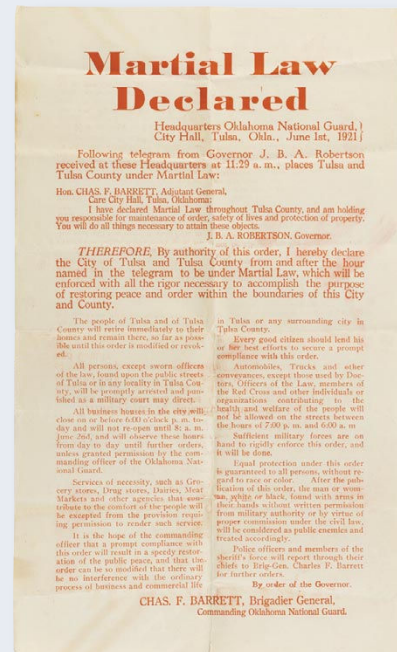 Martial Law
Declared
Headquarters Oklahoma National Guard, }
City Hall, Tulsa, Okla., June 1st, 1921 }
Following telegram from Governor J. B. A. Robertson
received at these Headquarters at 11:29 a. m., places Tulsa and
Tulsa County under Martial Law:
Hon. CHAS. F. BARRETT, Adjutant General,
Care City Hall, Tulsa, Oklahoma:
I have declared Martial Law throughout Tulsa County, and am holding
you responsible for maintenance of order, safety of lives and protection of property.
You will do all things necessary to attain these objects.
J. B. A. ROBERTSON, Governor.
THEREFORE, By authority of this order, I hereby declare
the City of Tulsa and Tulsa County from and after the hour
named in the telegram to be under Martial Law, which will be
enforced with all the rigor necessary to accomplish the purpose
of restoring peace and order within the boundaries of this City
and County.
The people of Tulsa and of Tulsa
County will retire immediately to their
homes and remain there, so far as possi-
ble until this order is modified or revok-
ed.
All persons, except sworn officers
of the law, found upon the public streets
of Tulsa or in any locality in Tulsa Coun-
ty, will be promptly arrested and pun-
ished as a military court may direct.
All business houses in the city will
close on or before 6:00 o'clock p. m. to-
day and will not re-open until 8: a. m.
June 2nd, and will observe these hours
from day to day until further orders,
unless granted permission by the com-
manding officer of the Oklahoma Nat-
ional Guard.
Services of necessity, such as Gro-
cery stores, Drug stores, Dairies, Meat
Markets and other agencies that con-
tribute to the comfort of the people will
be excepted from the provision requir-
ing permission to render such service.
It is the hope of the commanding
officer that a prompt compliance with
this order will result in a speedy restor-
ation of the public peace, and that the
order can be so modified that there will
be no interference with the ordinary
process of business and commercial life
in Tulsa or any surrounding city in
Tulsa County.
Every good citizen should lend his
or her best efforts to secure a prompt
compliance with this order.
Automobiles, Trucks and other
conveyances, except those used by Doc-
tors, Officers of the Law, members of
the Red Cross and other individuals or
organizations contributing to the
health and welfare of the people will
not be allowed on the streets between
the hours of 7:00 p. m. and 6:00 a. m
Sufficient military forces are on
hand to rigidly enforce this order, and
it will be done.
Equal protection under this order
is guaranteed to all persons, without re-
gard to race or color. After the pub-
lication of this order, the man or wom-
an, white or black, found with arms in
their hands without written permission
from military authority or by virtue of
proper commission under the civil law,
will be considered as public enemies and
treated accordingly.
Police officers and members of the
sheriff's force will report through their
chiefs to Brig-Gen. Charles F. Barrett
for further orders.
By order of the Governor.
CHAS. F. BARRETT, Brigadier General,
Commanding Oklahoma National Guard.